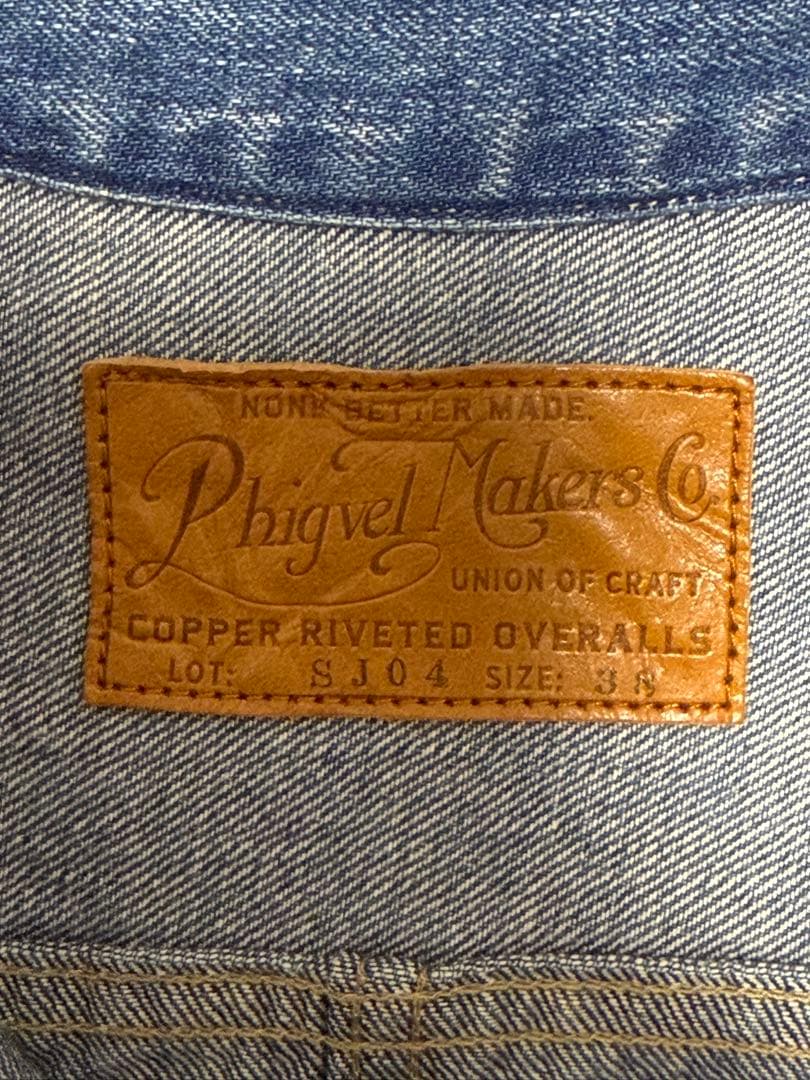 NONE BETTER MADE.
Phigvel Makers Co.
UNION OF CRAFT
COPPER RIVETED OVERALLS
LOT: SJ04 SIZE: 38